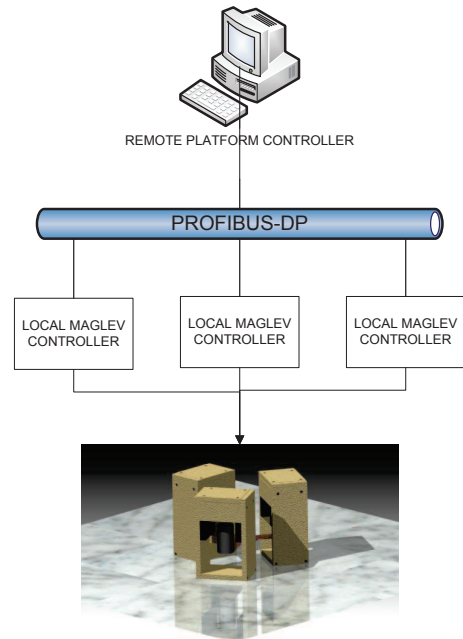 REMOTE PLATFORM CONTROLLER
PROFIBUS-DP
LOCAL MAGLEV
CONTROLLER
LOCAL MAGLEV
CONTROLLER
LOCAL MAGLEV
CONTROLLER